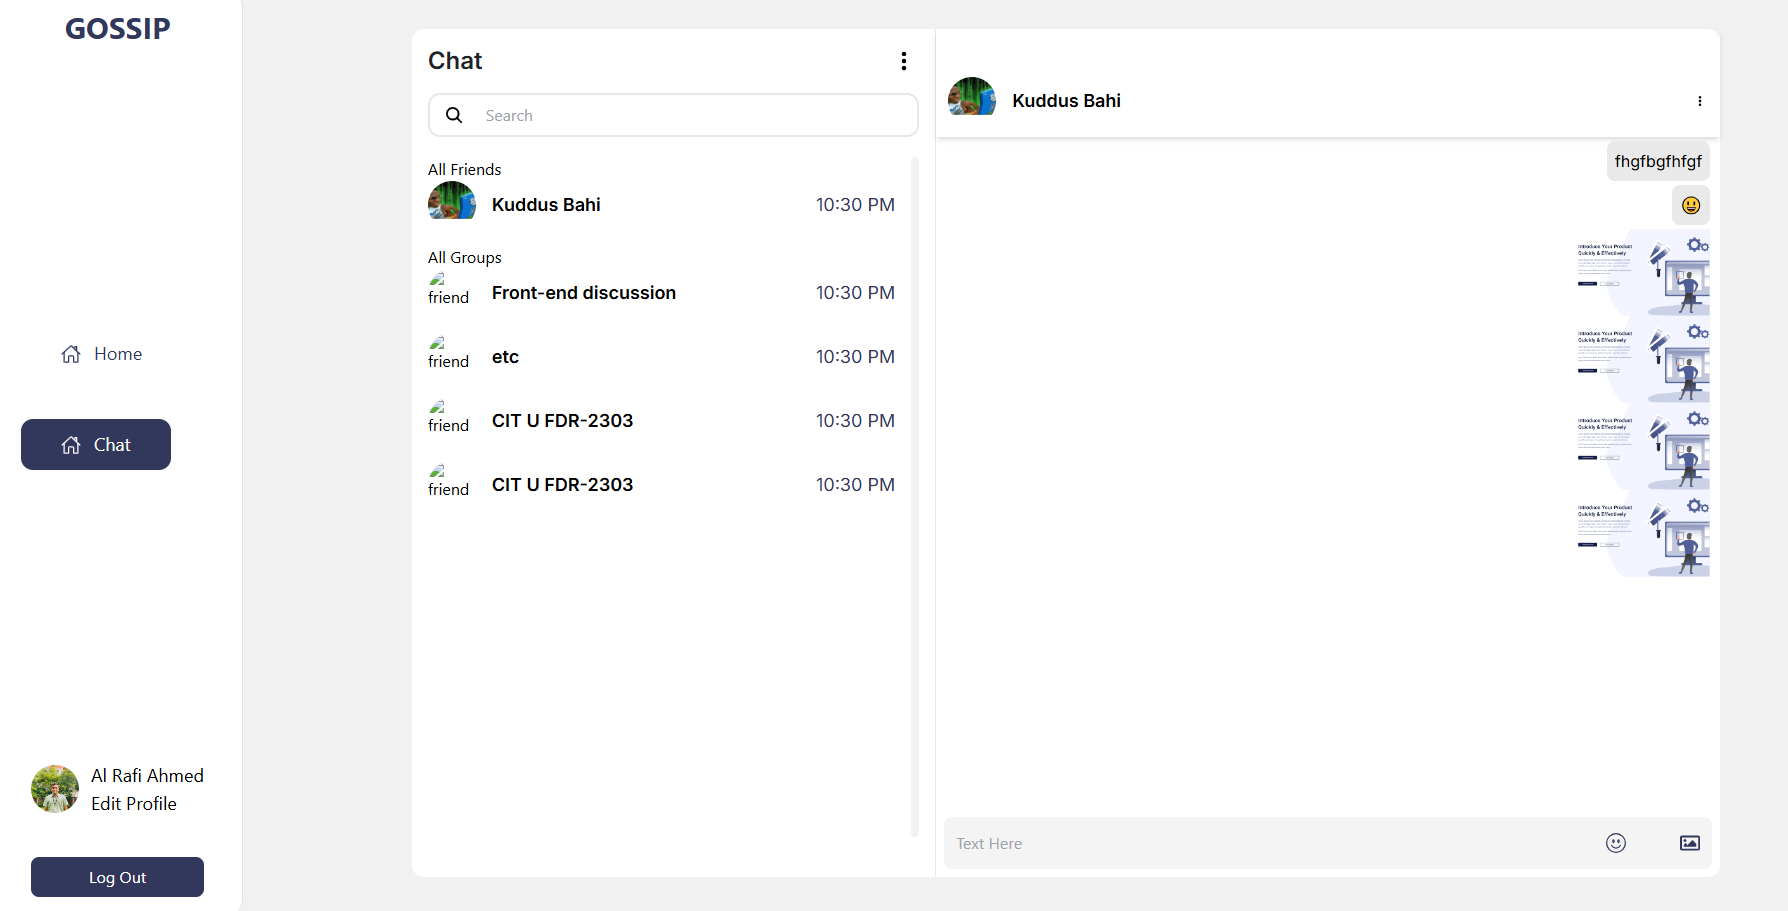 GOSSIP
Home
Chat
Al Rafi Ahmed
Edit Profile
Log Out
Chat
Search
All Friends
Kuddus Bahi
10:30 PM
All Groups
friend
Front-end discussion
10:30 PM
friend
etc
10:30 PM
friend
CIT U FDR-2303
10:30 PM
friend
CIT U FDR-2303
10:30 PM
Kuddus Bahi
fhgfbgfhfgf
Introduce Your Product
Quickly & Effectively
Introduce Your Product
Quickly & Effectively
Introduce Your Product
Quickly & Effectively
Introduce Your Product
Quickly & Effectively
Text Here